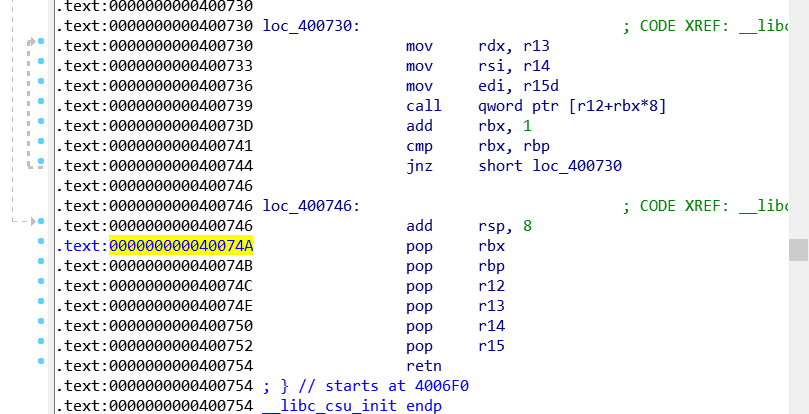 .text:0000000000400730
.text:0000000000400730 loc_400730: ; CODE XREF: __libc
.text:0000000000400730 mov rdx, r13
.text:0000000000400733 mov rsi, r14
.text:0000000000400736 mov edi, r15d
.text:0000000000400739 call qword ptr [r12+rbx*8]
.text:000000000040073D add rbx, 1
.text:0000000000400741 cmp rbx, rbp
.text:0000000000400744 jnz short loc_400730
.text:0000000000400746
.text:0000000000400746 loc_400746: ; CODE XREF: __libc
.text:0000000000400746 add rsp, 8
.text:000000000040074A pop rbx
.text:000000000040074B pop rbp
.text:000000000040074C pop r12
.text:000000000040074E pop r13
.text:0000000000400750 pop r14
.text:0000000000400752 pop r15
.text:0000000000400754 retn
.text:0000000000400754 ; } // starts at 4006F0
.text:0000000000400754 __libc_csu_init endp